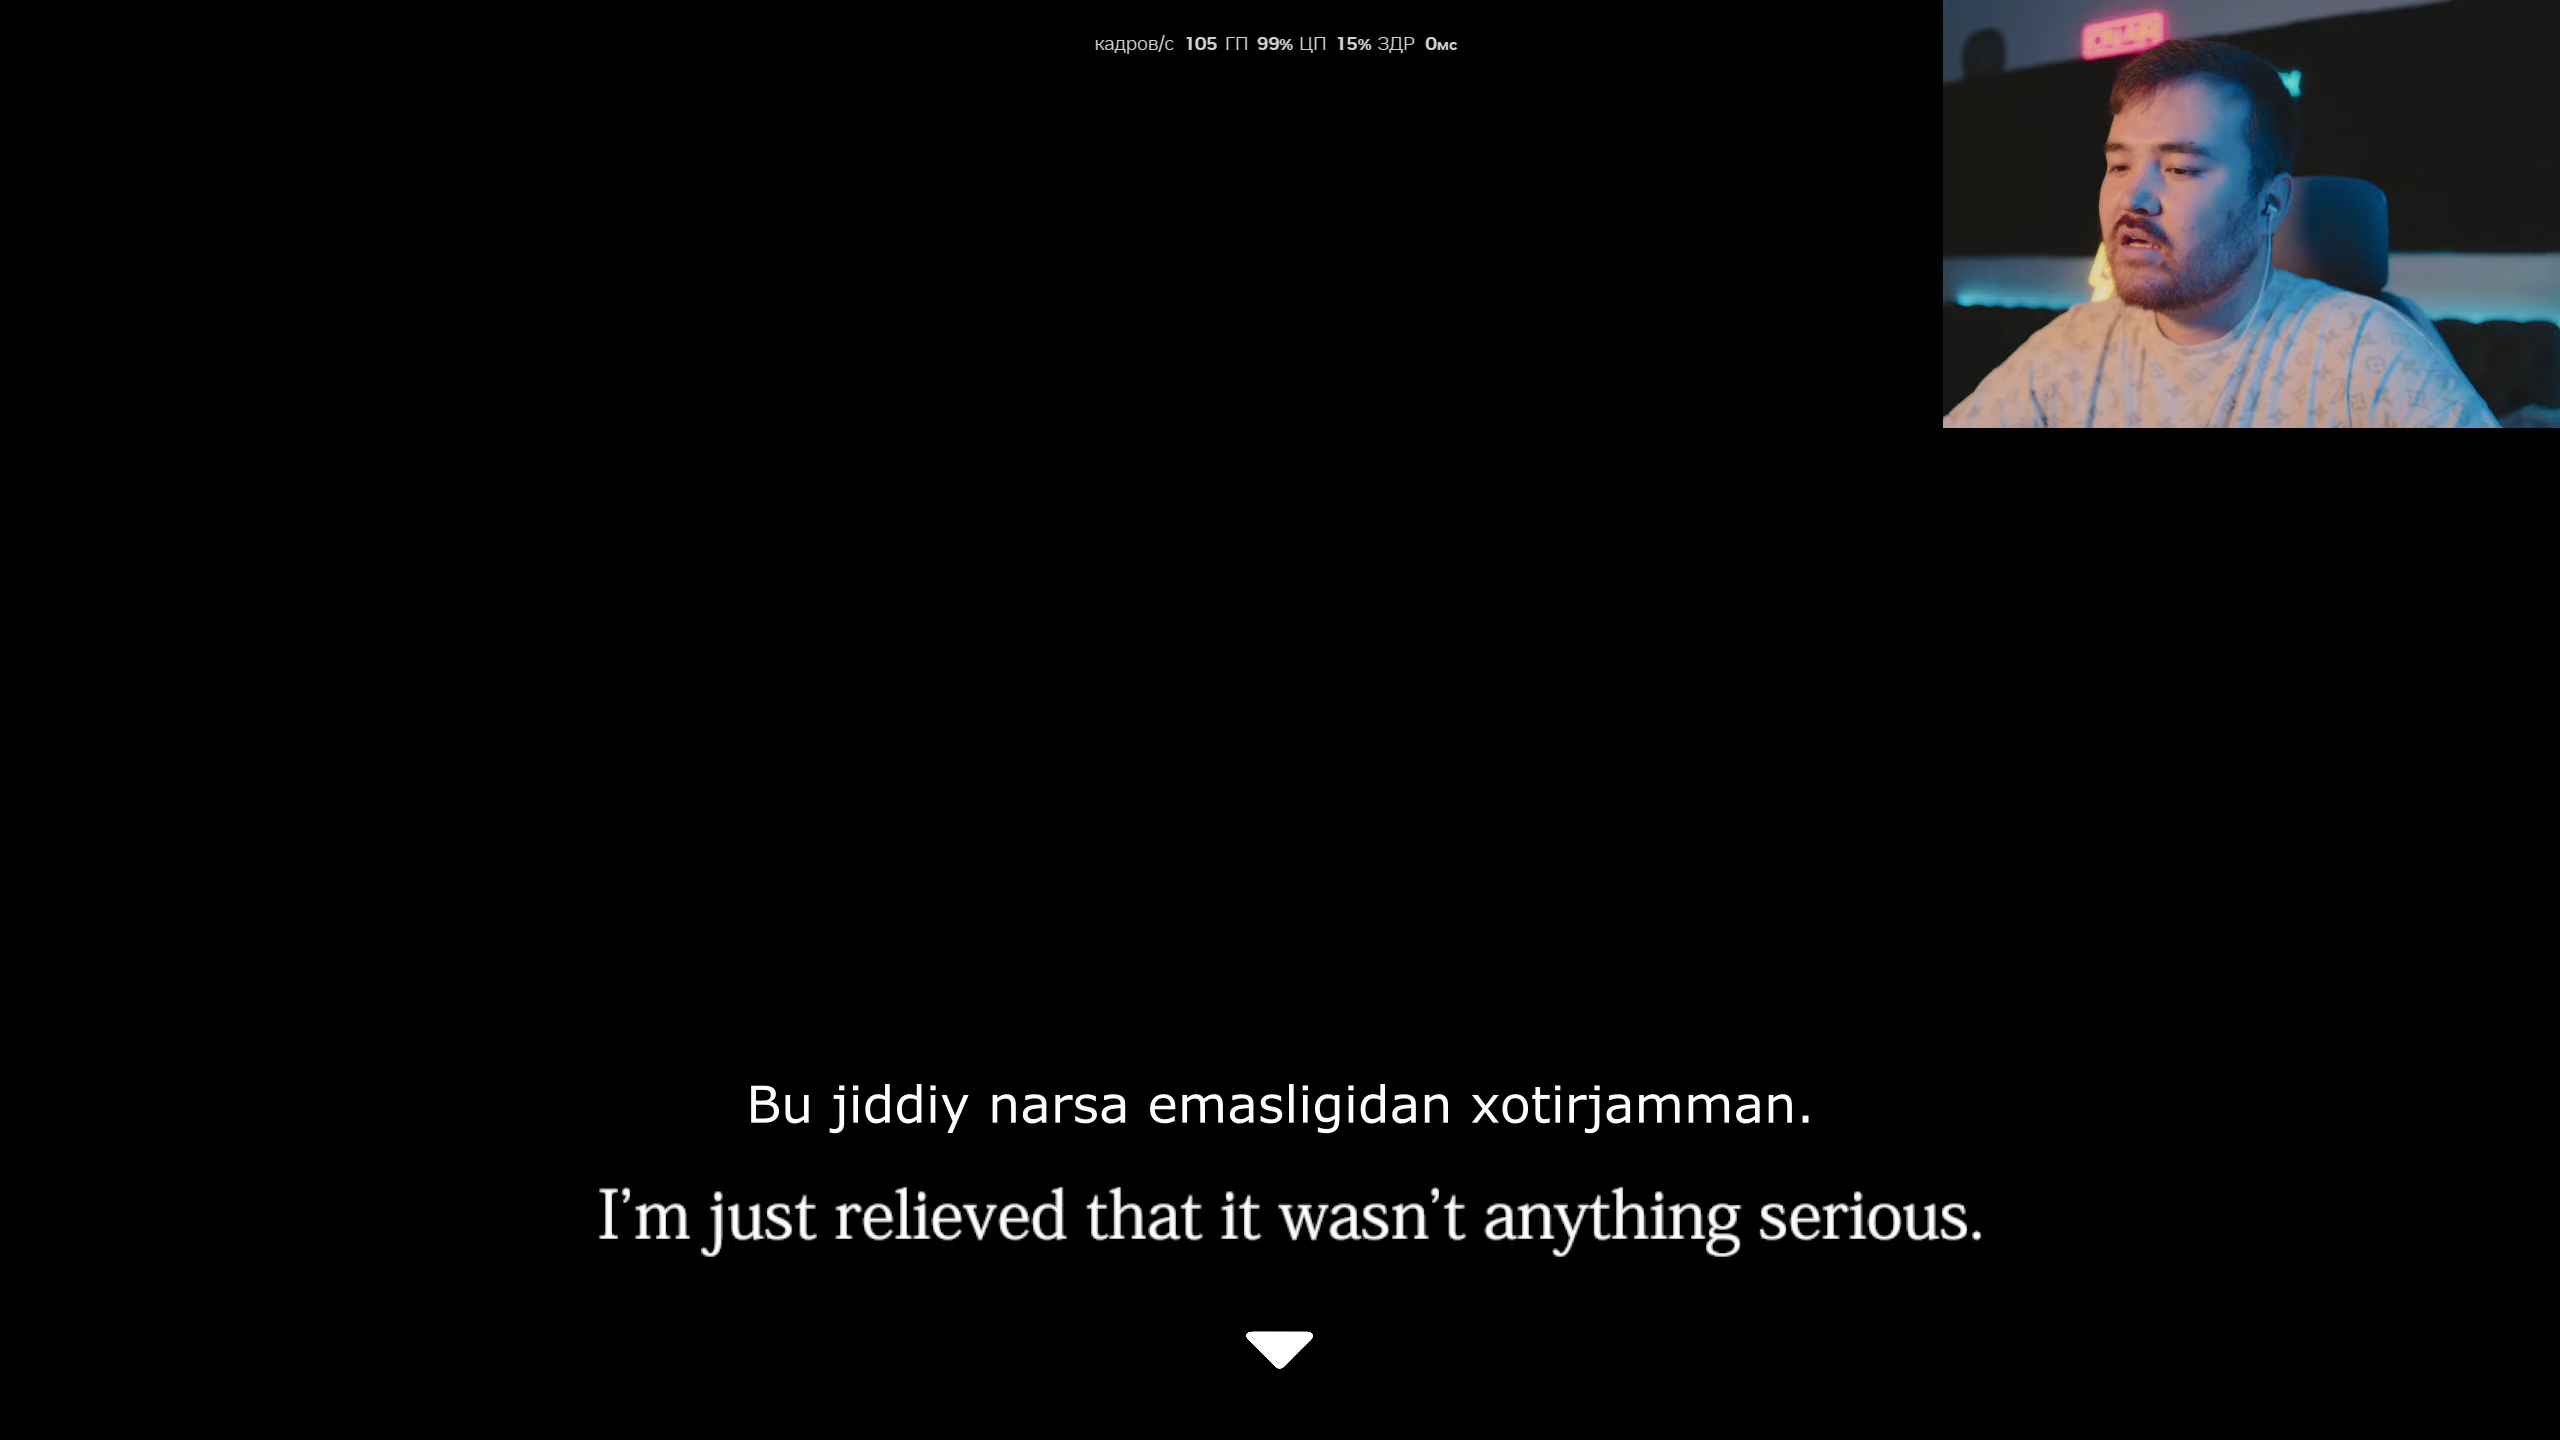 кадров/с 105 ГП 99% ЦП 15% ЗДР 0мс
Bu jiddiy narsa emasligidan xotirjamman.
I’m just relieved that it wasn’t anything serious.